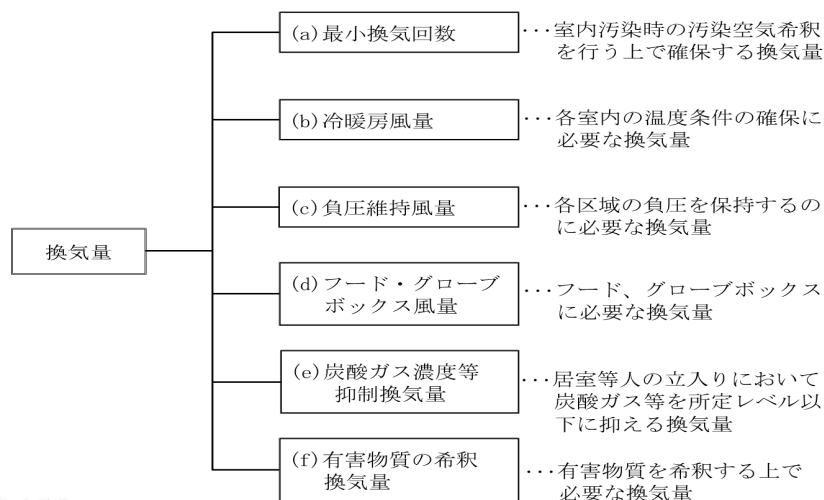 換気量
(a)最小換気回数
･･･室内汚染時の汚染空気希釈
を行う上で確保する換気量
(b)冷暖房風量
･･･各室内の温度条件の確保に
必要な換気量
(c)負圧維持風量
･･･各区域の負圧を保持するの
に必要な換気量
(d)フード・グローブ
ボックス風量
･･･フード、グローブボックス
に必要な換気量
(e)炭酸ガス濃度等
抑制換気量
･･･居室等人の立入りにおいて
炭酸ガス等を所定レベル以
下に抑える換気量
(f)有害物質の希釈
換気量
･･･有害物質を希釈する上で
必要な換気量